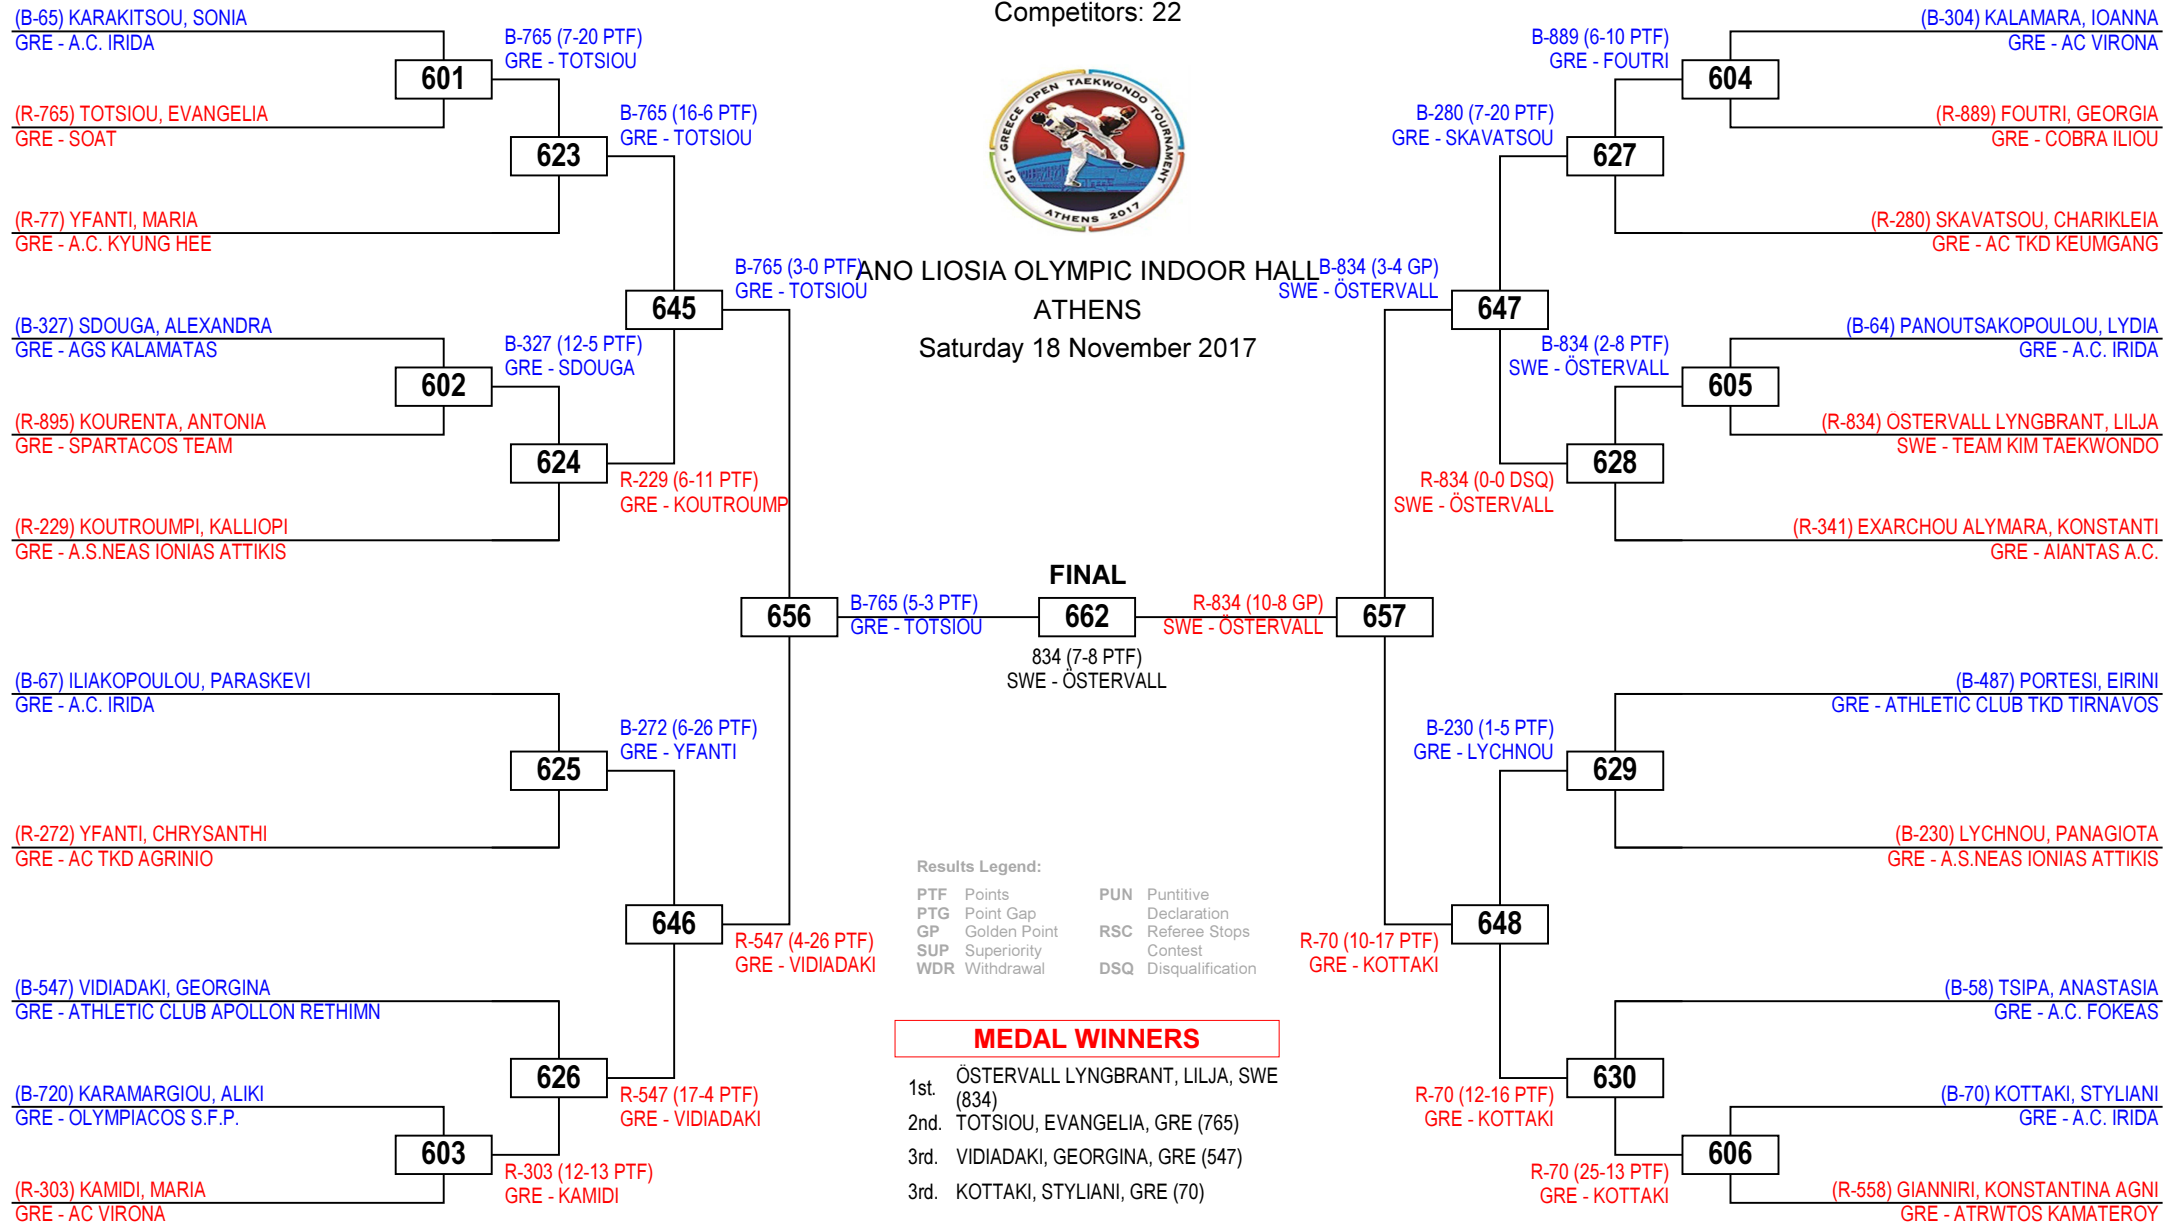 Competitors: 22
GI - GREECE OPEN TAEKWONDO TOURNAMENT
ATHENS 2017
ANO LIOSIA OLYMPIC INDOOR HALL
ATHENS
Saturday 18 November 2017
(B-65) KARAKITSOU, SONIA
GRE - A.C. IRIDA
601
(R-765) TOTSIOU, EVANGELIA
GRE - SOAT
B-765 (7-20 PTF)
GRE - TOTSIOU
623
(R-77) YFANTI, MARIA
GRE - A.C. KYUNG HEE
B-765 (16-6 PTF)
GRE - TOTSIOU
645
(B-327) SDOUGA, ALEXANDRA
GRE - AGS KALAMATAS
602
(R-895) KOURENTA, ANTONIA
GRE - SPARTACOS TEAM
B-327 (12-5 PTF)
GRE - SDOUGA
624
(R-229) KOUTROUMPI, KALLIOPI
GRE - A.S.NEAS IONIAS ATTIKIS
R-229 (6-11 PTF)
GRE - KOUTROUMP
B-765 (3-0 PTF)
GRE - TOTSIOU
656
(B-67) ILIAKOPOULOU, PARASKEVI
GRE - A.C. IRIDA
625
(R-272) YFANTI, CHRYSANTHI
GRE - AC TKD AGRINIO
B-272 (6-26 PTF)
GRE - YFANTI
646
(B-547) VIDIADAKI, GEORGINA
GRE - ATHLETIC CLUB APOLLON RETHIMN
626
(B-720) KARAMARGIOU, ALIKI
GRE - OLYMPIACOS S.F.P.
603
(R-303) KAMIDI, MARIA
GRE - AC VIRONA
R-303 (12-13 PTF)
GRE - KAMIDI
R-547 (17-4 PTF)
GRE - VIDIADAKI
R-547 (4-26 PTF)
GRE - VIDIADAKI
B-765 (5-3 PTF)
GRE - TOTSIOU
FINAL
662
834 (7-8 PTF)
SWE - ÖSTERVALL
R-834 (10-8 GP)
SWE - ÖSTERVALL
657
(B-304) KALAMARA, IOANNA
GRE - AC VIRONA
604
(R-889) FOUTRI, GEORGIA
GRE - COBRA ILIOU
B-889 (6-10 PTF)
GRE - FOUTRI
627
(R-280) SKAVATSOU, CHARIKLEIA
GRE - AC TKD KEUMGANG
B-280 (7-20 PTF)
GRE - SKAVATSOU
647
B-834 (3-4 GP)
SWE - ÖSTERVALL
(B-64) PANOUTSAKOPOULOU, LYDIA
GRE - A.C. IRIDA
605
(R-834) ÖSTERVALL LYNGBRANT, LILJA
SWE - TEAM KIM TAEKWONDO
B-834 (2-8 PTF)
SWE - ÖSTERVALL
628
(R-341) EXARCHOU ALYMARA, KONSTANTI
GRE - AIANTAS A.C.
R-834 (0-0 DSQ)
SWE - ÖSTERVALL
(B-487) PORTESI, EIRINI
GRE - ATHLETIC CLUB TKD TIRNAVOS
629
(B-230) LYCHNOU, PANAGIOTA
GRE - A.S.NEAS IONIAS ATTIKIS
B-230 (1-5 PTF)
GRE - LYCHNOU
648
R-70 (10-17 PTF)
GRE - KOTTAKI
(B-58) TSIPA, ANASTASIA
GRE - A.C. FOKEAS
630
R-70 (12-16 PTF)
GRE - KOTTAKI
(B-70) KOTTAKI, STYLIANI
GRE - A.C. IRIDA
606
(R-558) GIANNIRI, KONSTANTINA AGNI
GRE - ATRWTOS KAMATEROY
R-70 (25-13 PTF)
GRE - KOTTAKI
Results Legend:
PTF Points
PTG Point Gap
GP Golden Point
SUP Superiority
WDR Withdrawal
PUN Puntitive
Declaration
RSC Referee Stops
Contest
DSQ Disqualification
MEDAL WINNERS
1st. ÖSTERVALL LYNGBRANT, LILJA, SWE
(834)
2nd. TOTSIOU, EVANGELIA, GRE (765)
3rd. VIDIADAKI, GEORGINA, GRE (547)
3rd. KOTTAKI, STYLIANI, GRE (70)